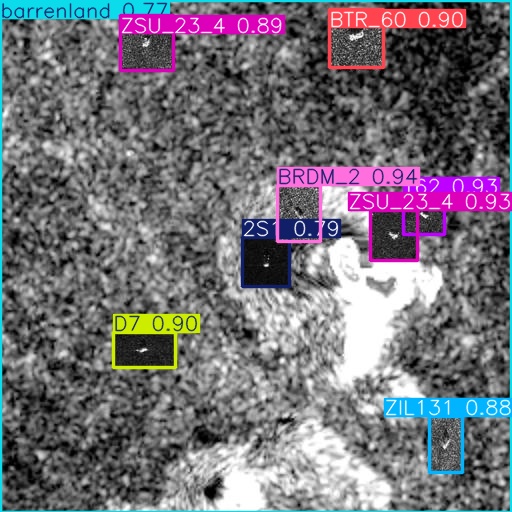 barrenland 0.77
ZSU_23_4 0.89
BTR_60 0.90
BRDM_2 0.94
T62 0.93
ZSU_23_4 0.93
2S1 0.79
D7 0.90
ZIL131 0.88